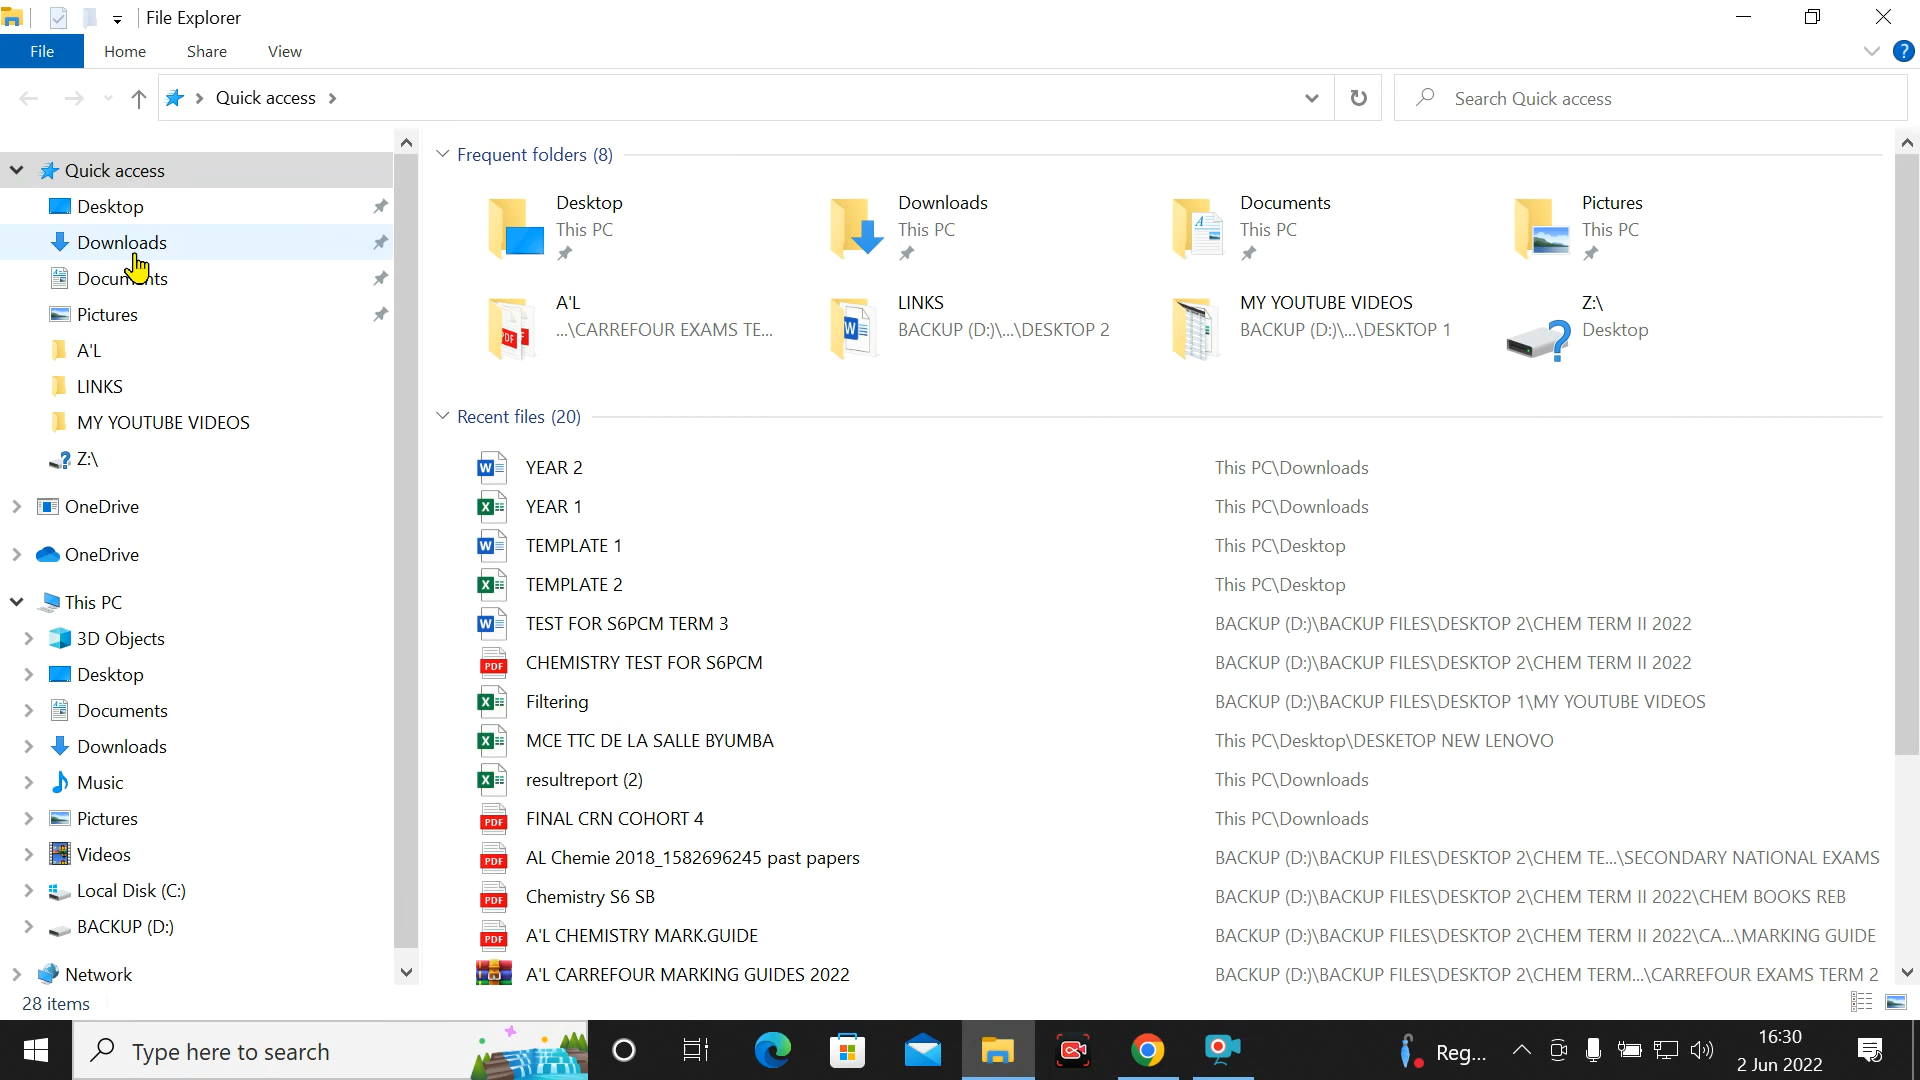 File Explorer
File Home Share View
Quick access
Search Quick access
Quick access
Desktop
Downloads
Documents
Pictures
A'L
LINKS
MY YOUTUBE VIDEOS
Z:\
OneDrive
OneDrive
This PC
3D Objects
Desktop
Documents
Downloads
Music
Pictures
Videos
Local Disk (C:)
BACKUP (D:)
Network
28 items
Frequent folders (8)
Desktop
This PC
Downloads
This PC
Documents
This PC
Pictures
This PC
A'L
...\CARREFOUR EXAMS TE...
LINKS
BACKUP (D:)\...\DESKTOP 2
MY YOUTUBE VIDEOS
BACKUP (D:)\...\DESKTOP 1
Z:\
Desktop
Recent files (20)
YEAR 2 This PC\Downloads
YEAR 1 This PC\Downloads
TEMPLATE 1 This PC\Desktop
TEMPLATE 2 This PC\Desktop
TEST FOR S6PCM TERM 3 BACKUP (D:)\BACKUP FILES\DESKTOP 2\CHEM TERM II 2022
CHEMISTRY TEST FOR S6PCM BACKUP (D:)\BACKUP FILES\DESKTOP 2\CHEM TERM II 2022
Filtering BACKUP (D:)\BACKUP FILES\DESKTOP 1\MY YOUTUBE VIDEOS
MCE TTC DE LA SALLE BYUMBA This PC\Desktop\DESKETOP NEW LENOVO
resultreport (2) This PC\Downloads
FINAL CRN COHORT 4 This PC\Downloads
AL Chemie 2018_1582696245 past papers BACKUP (D:)\BACKUP FILES\DESKTOP 2\CHEM TE...\SECONDARY NATIONAL EXAMS
Chemistry S6 SB BACKUP (D:)\BACKUP FILES\DESKTOP 2\CHEM TERM II 2022\CHEM BOOKS REB
A'L CHEMISTRY MARK.GUIDE BACKUP (D:)\BACKUP FILES\DESKTOP 2\CHEM TERM II 2022\CA...\MARKING GUIDE
A'L CARREFOUR MARKING GUIDES 2022 BACKUP (D:)\BACKUP FILES\DESKTOP 2\CHEM TERM...\CARREFOUR EXAMS TERM 2
Type here to search
Reg...
16:30
2 Jun 2022